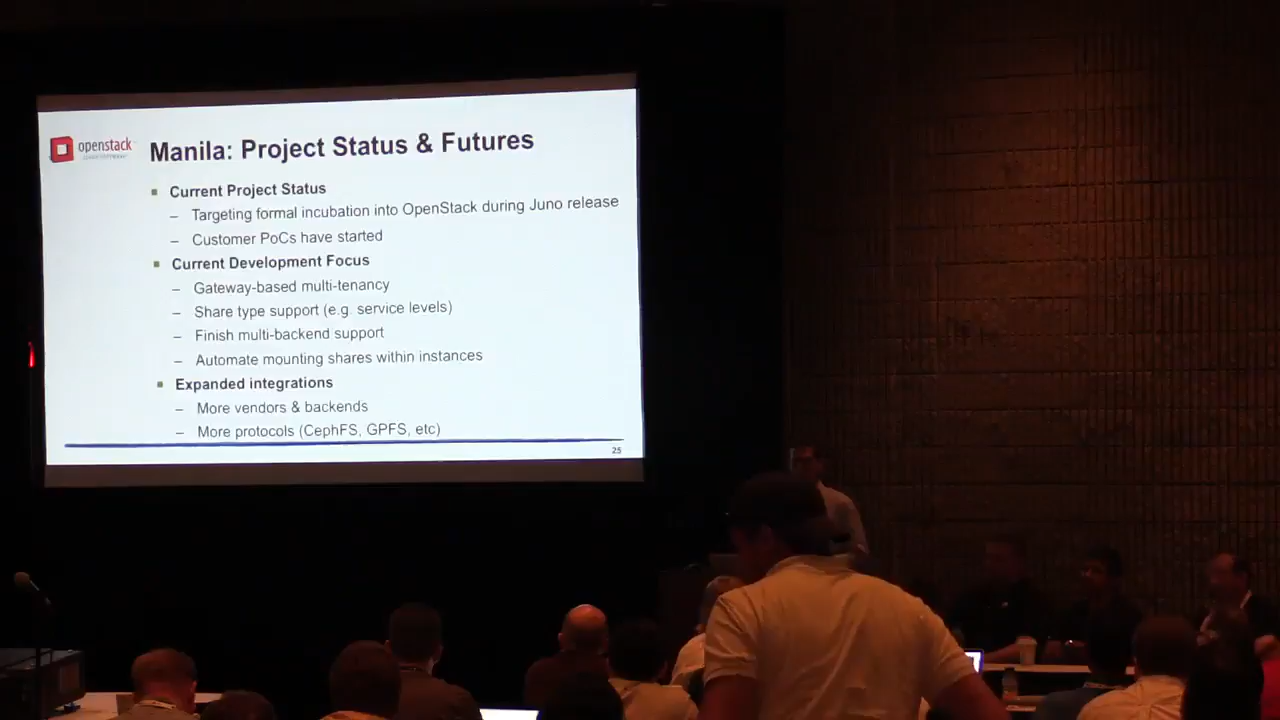 openstack
Manila: Project Status & Futures
Current Project Status
– Targeting formal incubation into OpenStack during Juno release
– Customer PoCs have started
Current Development Focus
– Gateway-based multi-tenancy
– Share type support (e.g. service levels)
– Finish multi-backend support
– Automate mounting shares within instances
Expanded integrations
– More vendors & backends
– More protocols (CephFS, GPFS, etc)
25